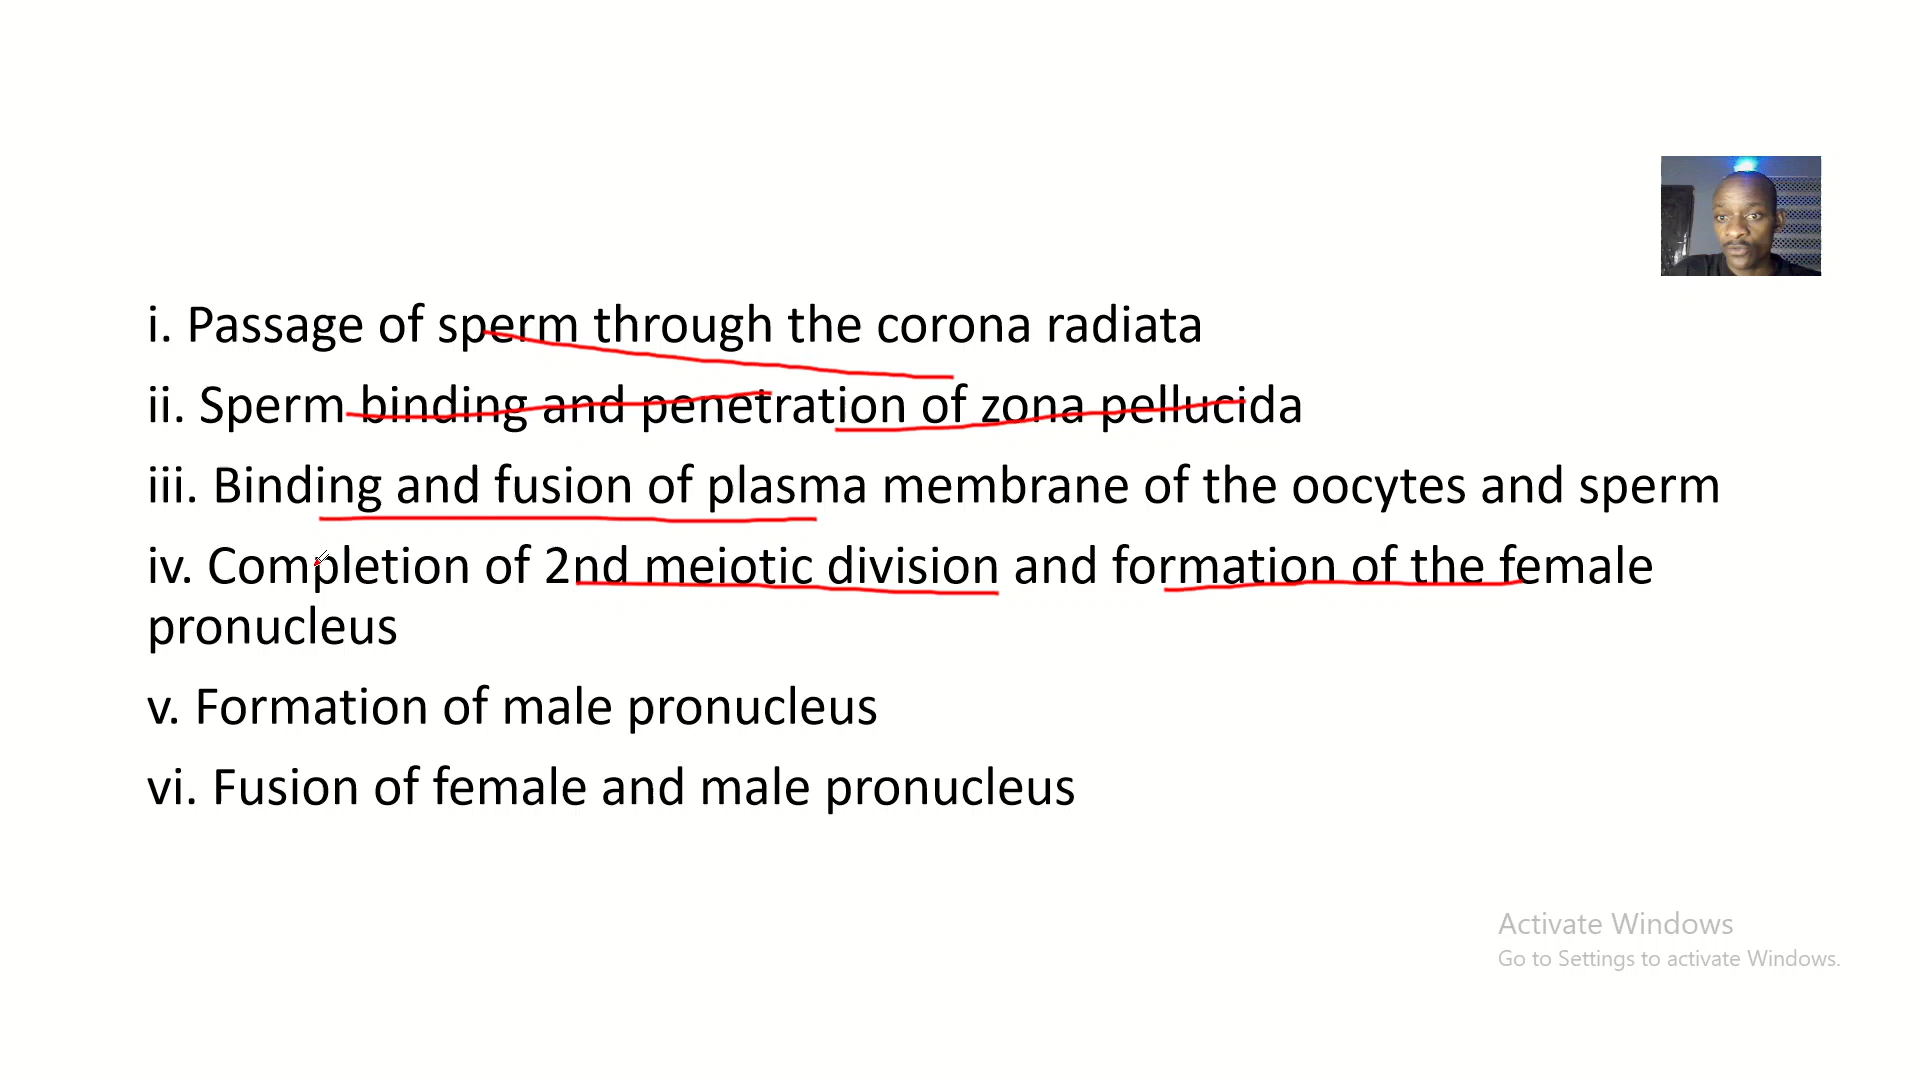 i. Passage of sperm through the corona radiata
ii. Sperm binding and penetration of zona pellucida
iii. Binding and fusion of plasma membrane of the oocytes and sperm
iv. Completion of 2nd meiotic division and formation of the female
pronucleus
v. Formation of male pronucleus
vi. Fusion of female and male pronucleus
Activate Windows
Go to Settings to activate Windows.